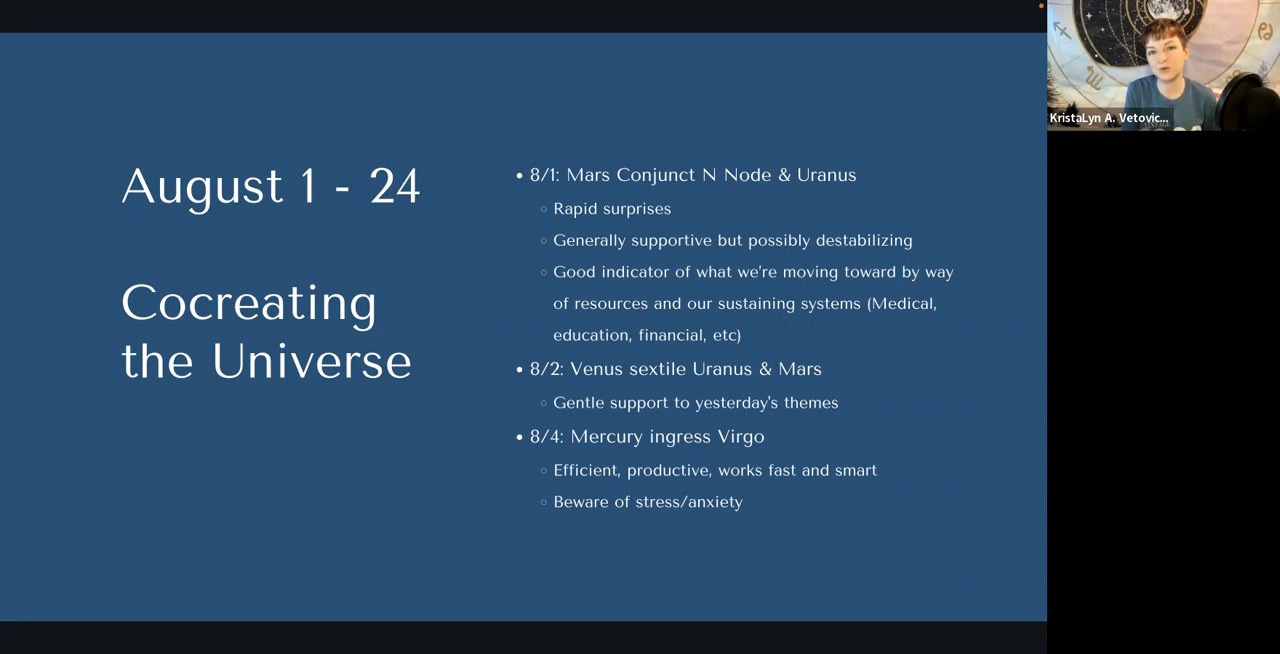 August 1 - 24
Cocreating
the Universe
• 8/1: Mars Conjunct N Node & Uranus
○ Rapid surprises
○ Generally supportive but possibly destabilizing
○ Good indicator of what we're moving toward by way
of resources and our sustaining systems (Medical,
education, financial, etc)
• 8/2: Venus sextile Uranus & Mars
○ Gentle support to yesterday's themes
• 8/4: Mercury ingress Virgo
○ Efficient, productive, works fast and smart
○ Beware of stress/anxiety
KristaLyn A. Vetovic...